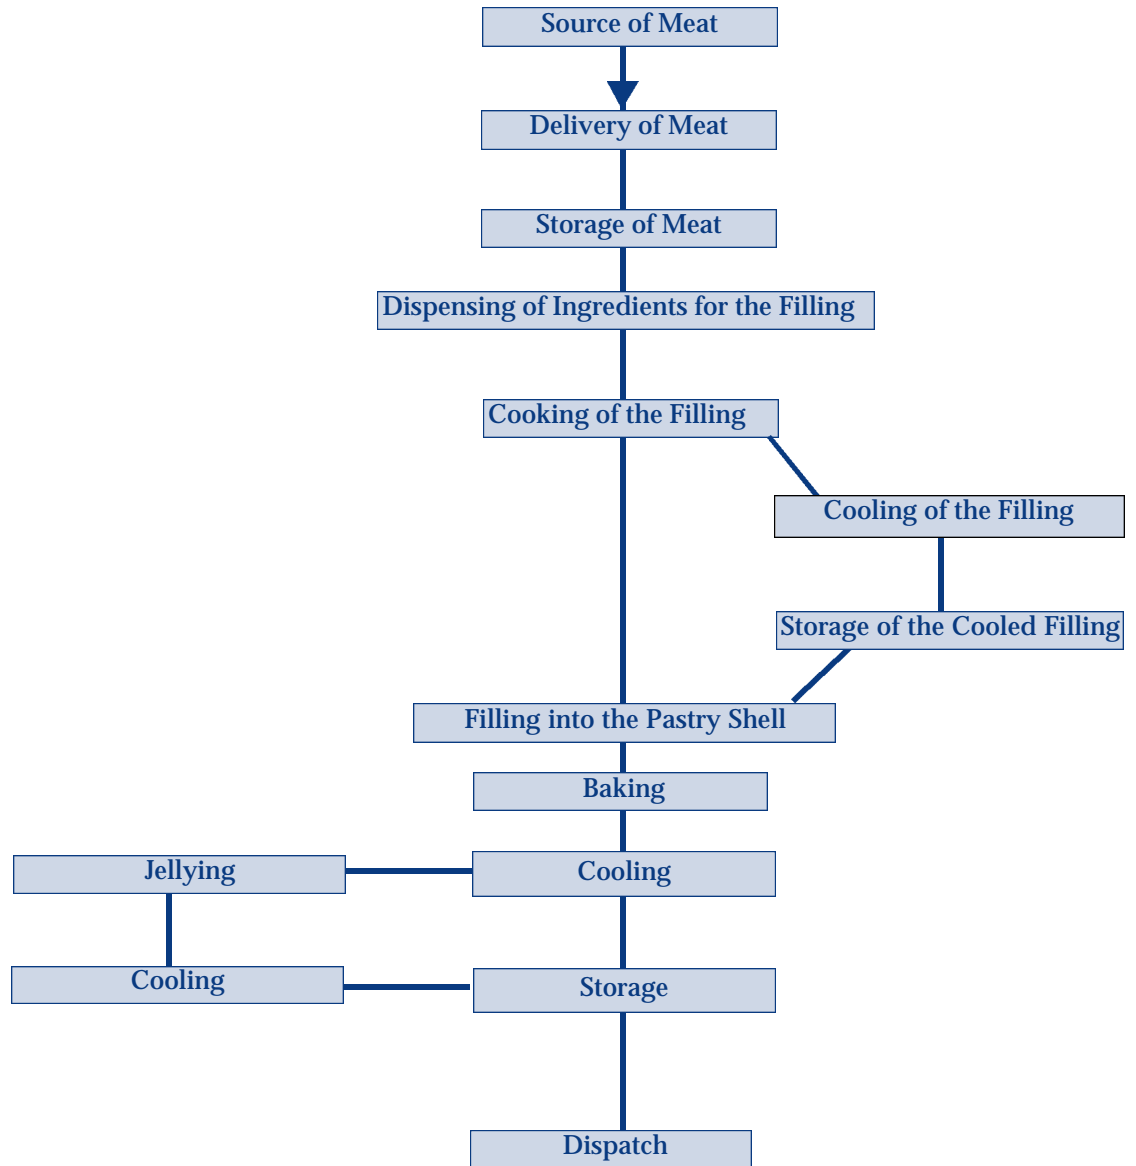 Source of Meat
Delivery of Meat
Storage of Meat
Dispensing of Ingredients for the Filling
Cooking of the Filling
Cooling of the Filling
Storage of the Cooled Filling
Filling into the Pastry Shell
Baking
Jellying
Cooling
Cooling
Storage
Dispatch